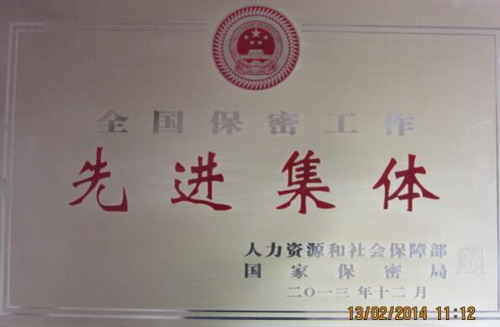 全国保密工作
先进集体
人力资源和社会保障部
国家保密局
二〇一三年十二月
13/02/2014 11:12